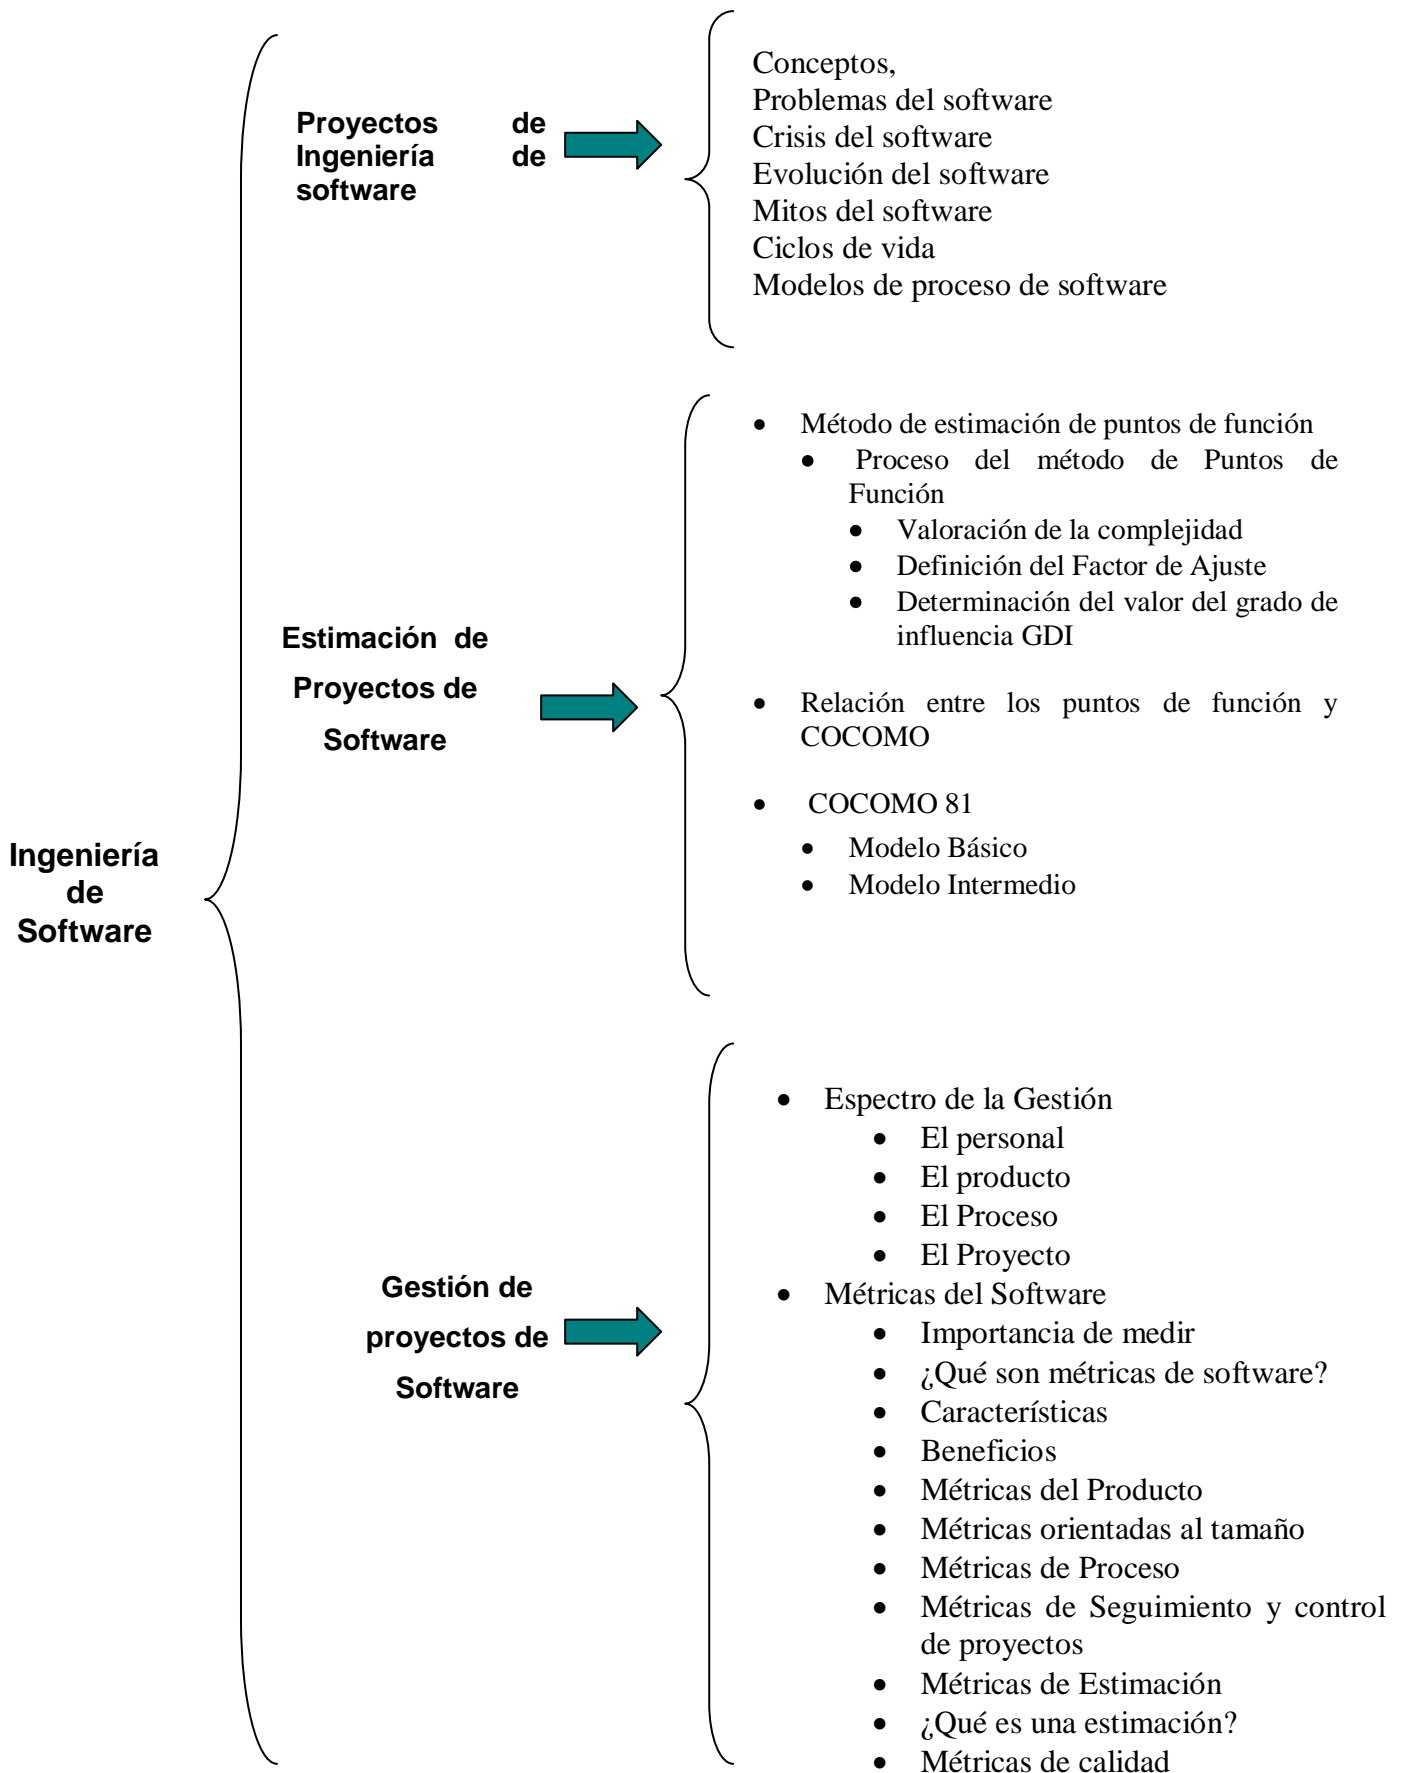 Ingeniería
de
Software
Proyectos de
Ingeniería de
software
Conceptos,
Problemas del software
Crisis del software
Evolución del software
Mitos del software
Ciclos de vida
Modelos de proceso de software
Estimación de
Proyectos de
Software
• Método de estimación de puntos de función
• Proceso del método de Puntos de
Función
• Valoración de la complejidad
• Definición del Factor de Ajuste
• Determinación del valor del grado de
influencia GDI
• Relación entre los puntos de función y
COCOMO
• COCOMO 81
• Modelo Básico
• Modelo Intermedio
Gestión de
proyectos de
Software
• Espectro de la Gestión
• El personal
• El producto
• El Proceso
• El Proyecto
• Métricas del Software
• Importancia de medir
• ¿Qué son métricas de software?
• Características
• Beneficios
• Métricas del Producto
• Métricas orientadas al tamaño
• Métricas de Proceso
• Métricas de Seguimiento y control
de proyectos
• Métricas de Estimación
• ¿Qué es una estimación?
• Métricas de calidad